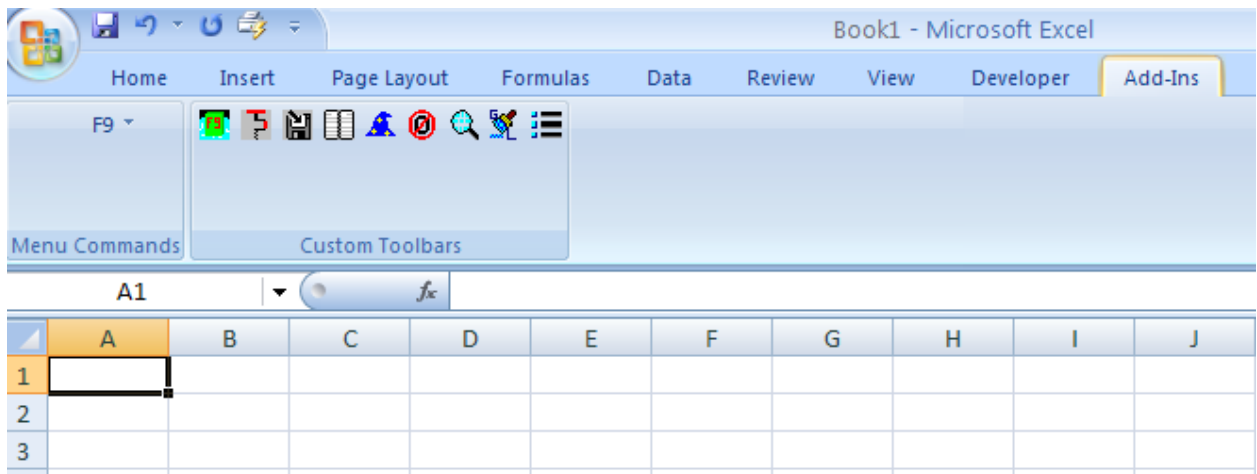 Book1 - Microsoft Excel
Home Insert Page Layout Formulas Data Review View Developer Add-Ins
F9 F9
Menu Commands Custom Toolbars
A1 fx
A B C D E F G H I J
1
2
3